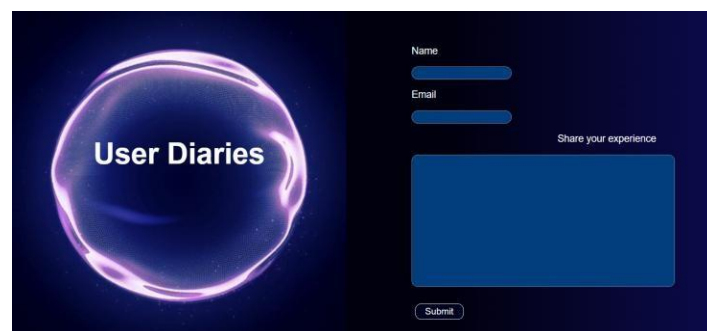 User Diaries
Name
Email
Share your experience
Submit